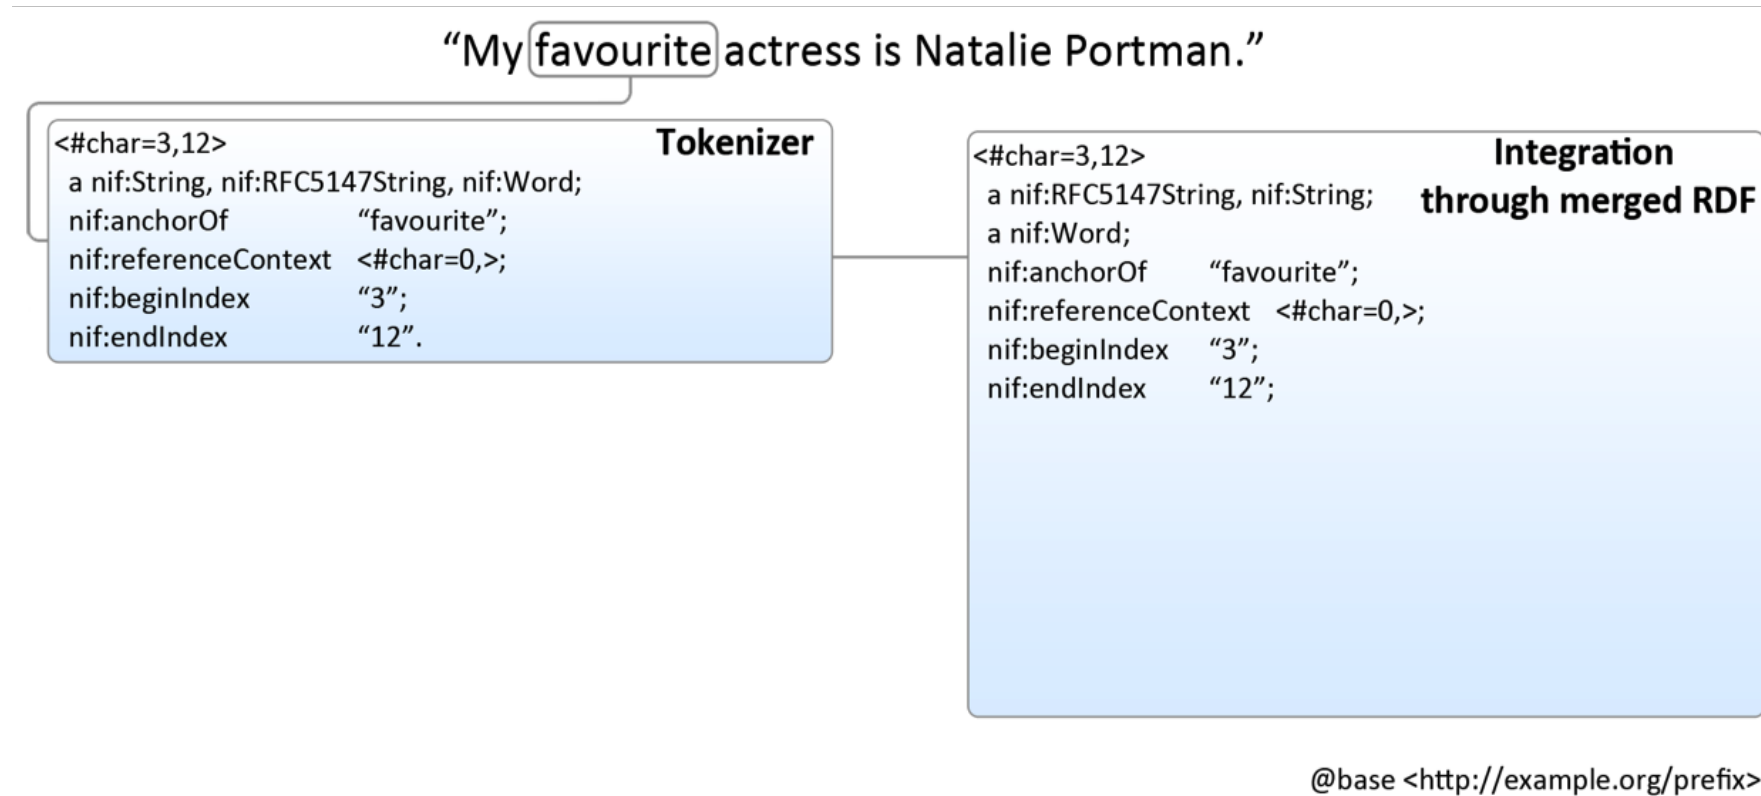 “My favourite actress is Natalie Portman.”
Tokenizer
<#char=3,12>
a nif:String, nif:RFC5147String, nif:Word;
nif:anchorOf “favourite”;
nif:referenceContext <#char=0,>;
nif:beginIndex “3”;
nif:endIndex “12”.
Integration
through merged RDF
<#char=3,12>
a nif:RFC5147String, nif:String;
a nif:Word;
nif:anchorOf “favourite”;
nif:referenceContext <#char=0,>;
nif:beginIndex “3”;
nif:endIndex “12”;
@base <http://example.org/prefix>